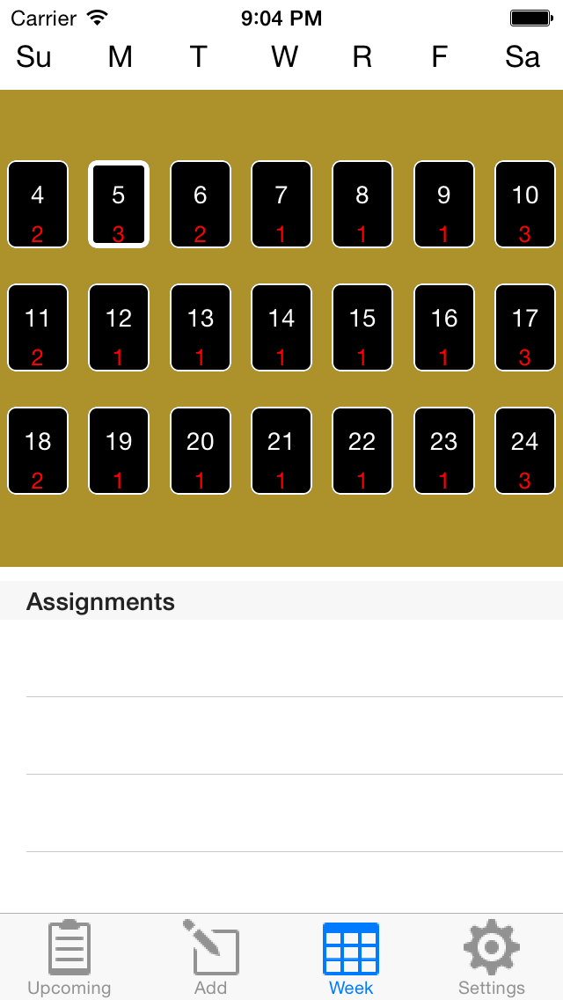 Carrier 9:04 PM
Su M T W R F Sa
4 5 6 7 8 9 10
2 3 2 1 1 1 3
11 12 13 14 15 16 17
2 1 1 1 1 1 3
18 19 20 21 22 23 24
2 1 1 1 1 1 3
Assignments
Upcoming Add Week Settings